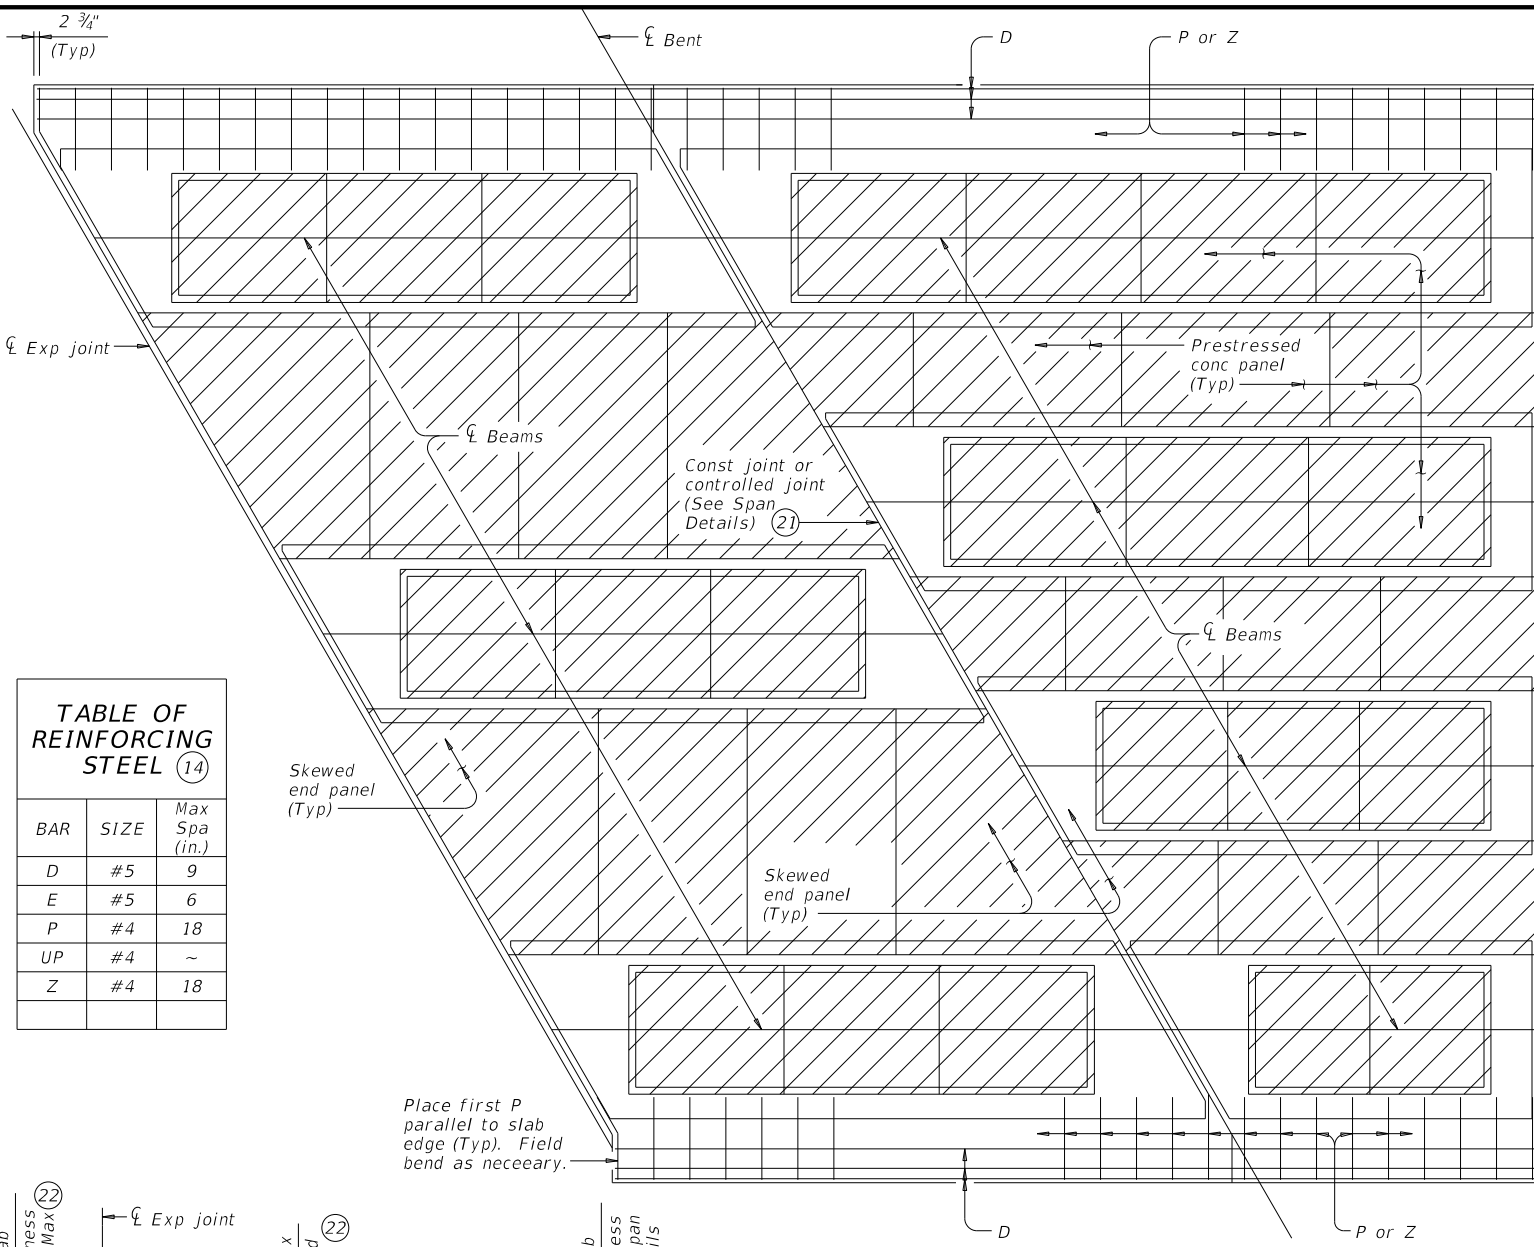 2 ¾"
(Typ)
℄ Bent
D
P or Z
℄ Exp joint
Prestressed
conc panel
(Typ)
℄ Beams
Const joint or
controlled joint
(See Span
Details) 21
℄ Beams
TABLE OF
REINFORCING
STEEL 14
BAR SIZE Max Spa (in.)
D #5 9
E #5 6
P #4 18
UP #4 ~
Z #4 18
Skewed
end panel
(Typ)
Skewed
end panel
(Typ)
Place first P
parallel to slab
edge (Typ). Field
bend as neceeary.
D
P or Z
22
Max
℄ Exp joint
22